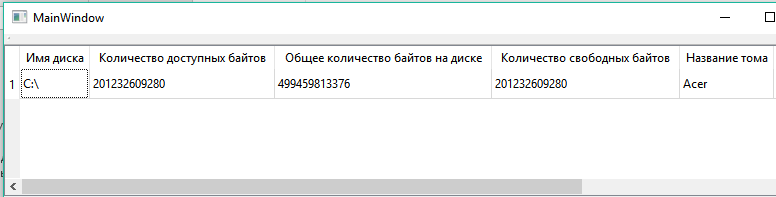 MainWindow
Имя диска Количество доступных байтов Общее количество байтов на диске Количество свободных байтов Название тома
1 C:\ 201232609280 499459813376 201232609280 Acer